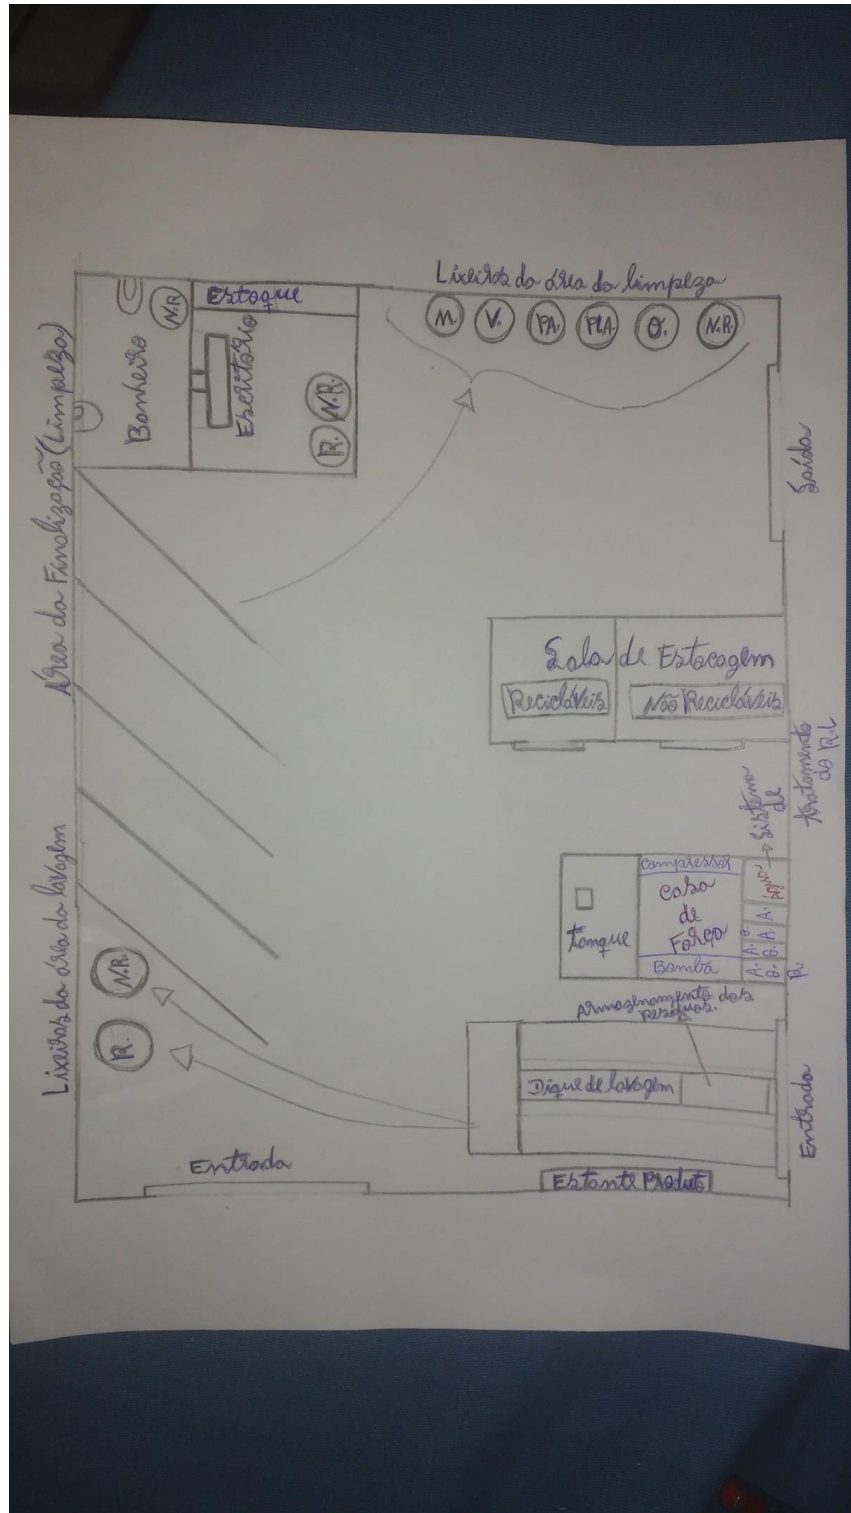 Lixeiras da área da limpeza
M.
V.
PA.
PLA.
O.
N.R.
Estoque
N.R.
Banheiro
Escritório
R.
N.R.
Área da Finalização (Limpeza)
Saída
Sala de Estocagem
Recicláveis
Não Recicláveis
Sistema
de
tratamento
do R.L
Lixeiras da área da lavagem
N.R.
R.
compressor
casa
de
Força
Bomba
tanque
Armazenamento dos
Dique de lavagem
Entrada
Entrada
Estante Produto